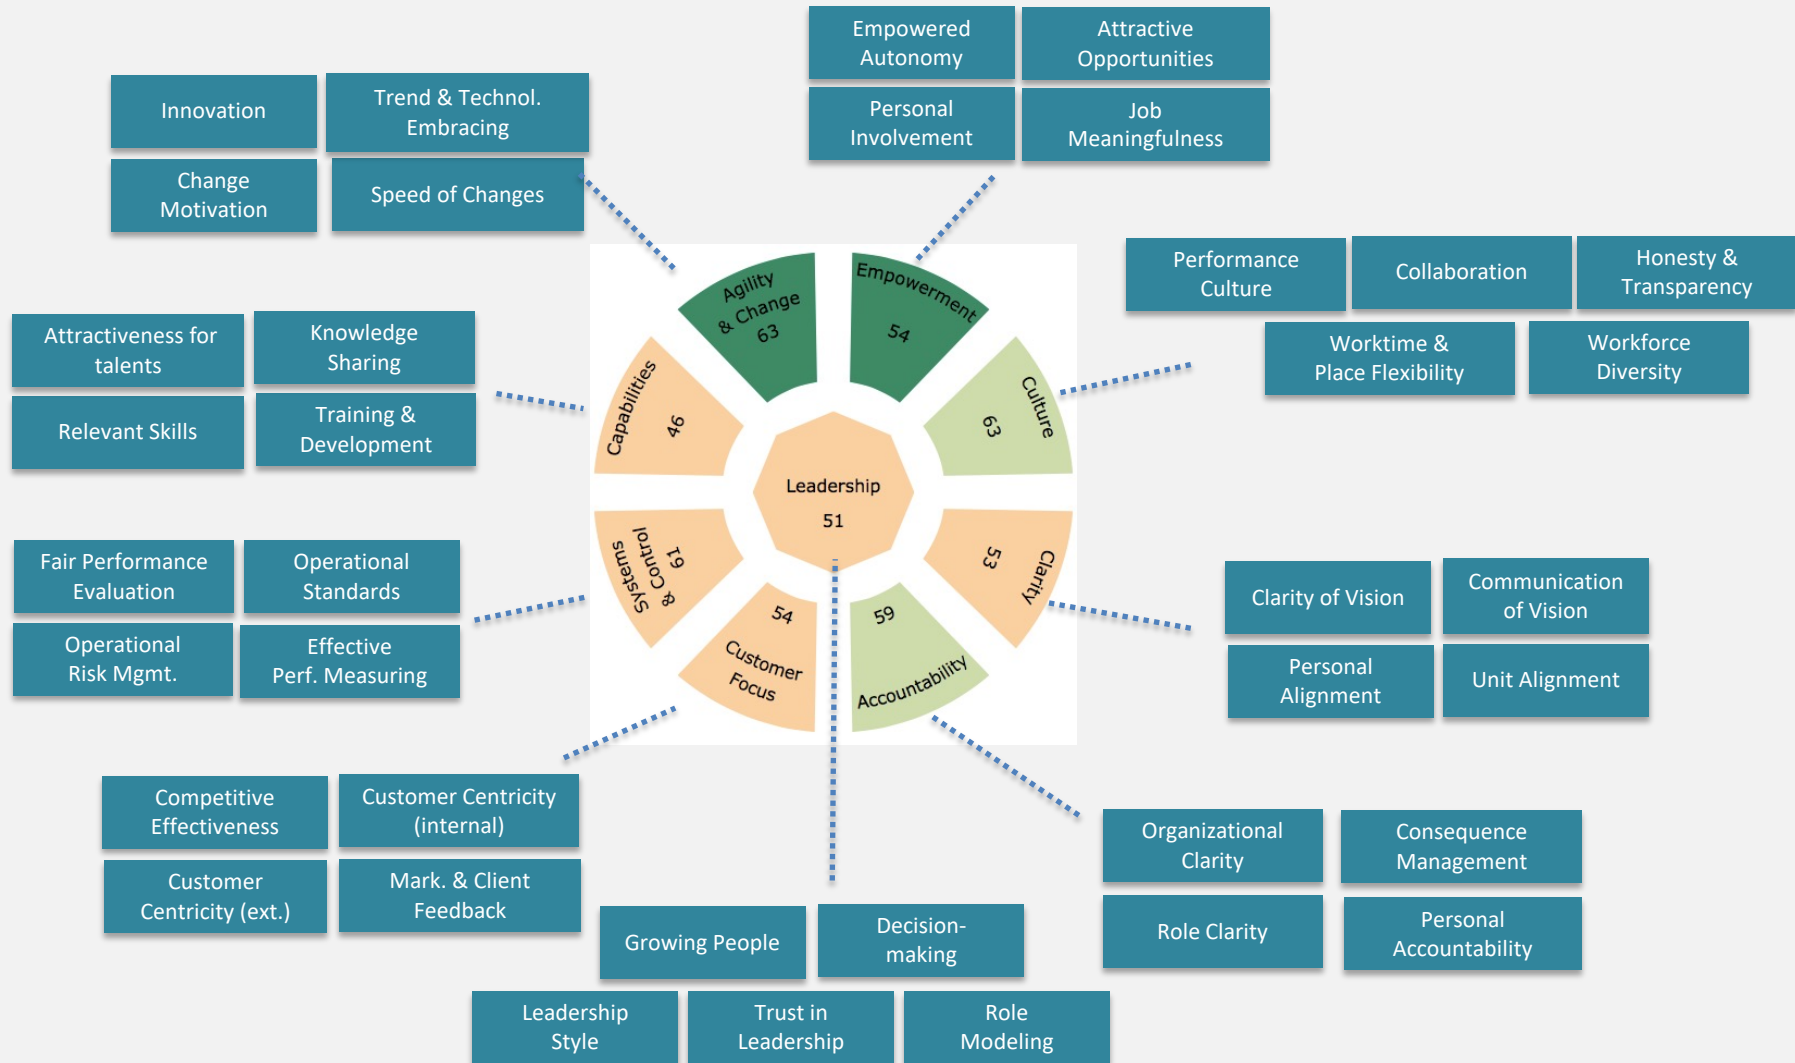 Empowered
Autonomy
Attractive
Opportunities
Personal
Involvement
Job
Meaningfulness
Innovation
Trend & Technol.
Embracing
Change
Motivation
Speed of Changes
Performance
Culture
Collaboration
Honesty &
Transparency
Worktime &
Place Flexibility
Workforce
Diversity
Attractiveness for
talents
Knowledge
Sharing
Relevant Skills
Training &
Development
Agility
& Change
63
Empowerment
54
Culture
63
Capabilities
46
Leadership
51
Clarity
53
Systems
& Control
61
Customer
Focus
54
Accountability
59
Fair Performance
Evaluation
Operational
Standards
Operational
Risk Mgmt.
Effective
Perf. Measuring
Clarity of Vision
Communication
of Vision
Personal
Alignment
Unit Alignment
Competitive
Effectiveness
Customer Centricity
(internal)
Customer
Centricity (ext.)
Mark. & Client
Feedback
Organizational
Clarity
Consequence
Management
Role Clarity
Personal
Accountability
Growing People
Decision-
making
Leadership
Style
Trust in
Leadership
Role
Modeling